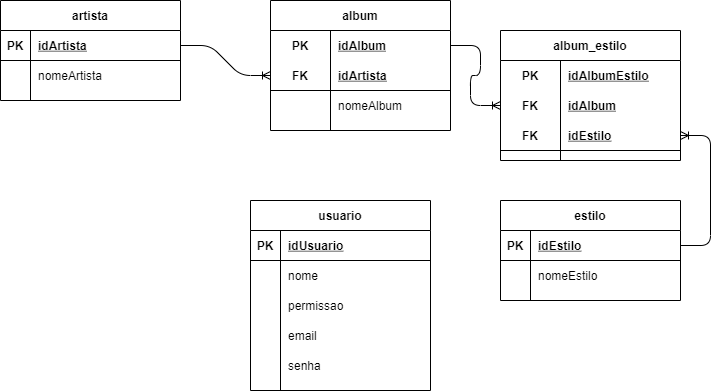 artista
PK idArtista
nomeArtista
album
PK idAlbum
FK idArtista
nomeAlbum
album_estilo
PK idAlbumEstilo
FK idAlbum
FK idEstilo
usuario
PK idUsuario
nome
permissao
email
senha
estilo
PK idEstilo
nomeEstilo